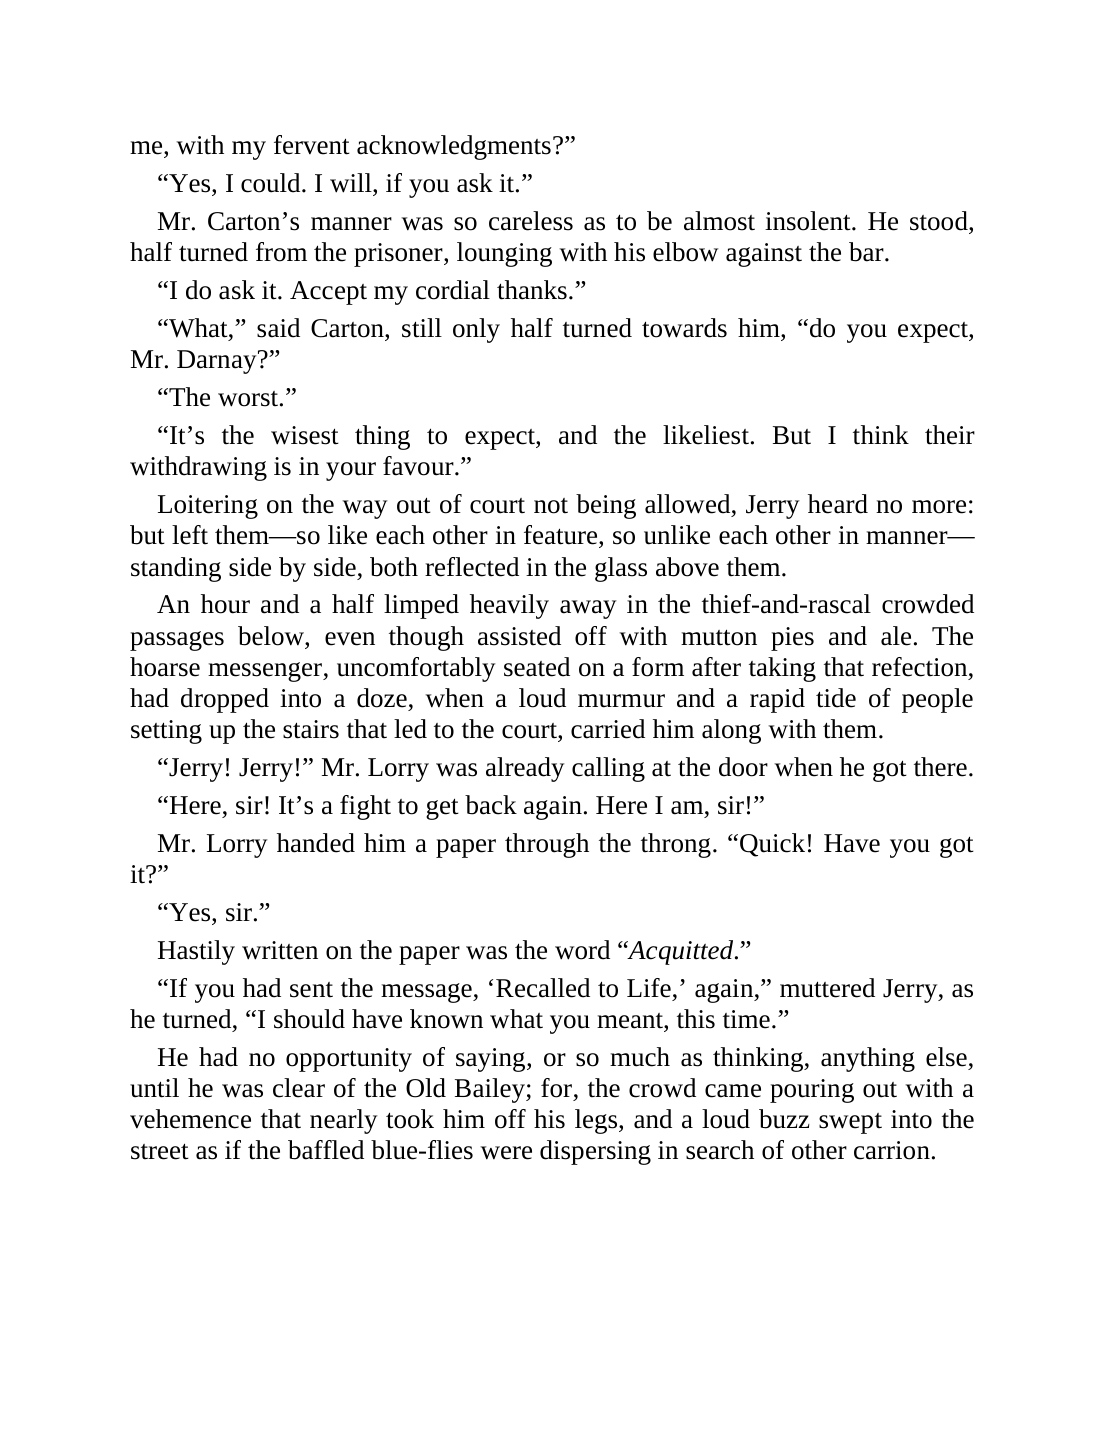 me, with my fervent acknowledgments?”
“Yes, I could. I will, if you ask it.”
Mr. Carton’s manner was so careless as to be almost insolent. He stood,
half turned from the prisoner, lounging with his elbow against the bar.
“I do ask it. Accept my cordial thanks.”
“What,” said Carton, still only half turned towards him, “do you expect,
Mr. Darnay?”
“The worst.”
“It’s the wisest thing to expect, and the likeliest. But I think their
withdrawing is in your favour.”
Loitering on the way out of court not being allowed, Jerry heard no more:
but left them—so like each other in feature, so unlike each other in manner—
standing side by side, both reflected in the glass above them.
An hour and a half limped heavily away in the thief-and-rascal crowded
passages below, even though assisted off with mutton pies and ale. The
hoarse messenger, uncomfortably seated on a form after taking that refection,
had dropped into a doze, when a loud murmur and a rapid tide of people
setting up the stairs that led to the court, carried him along with them.
“Jerry! Jerry!” Mr. Lorry was already calling at the door when he got there.
“Here, sir! It’s a fight to get back again. Here I am, sir!”
Mr. Lorry handed him a paper through the throng. “Quick! Have you got
it?”
“Yes, sir.”
Hastily written on the paper was the word “Acquitted.”
“If you had sent the message, ‘Recalled to Life,’ again,” muttered Jerry, as
he turned, “I should have known what you meant, this time.”
He had no opportunity of saying, or so much as thinking, anything else,
until he was clear of the Old Bailey; for, the crowd came pouring out with a
vehemence that nearly took him off his legs, and a loud buzz swept into the
street as if the baffled blue-flies were dispersing in search of other carrion.